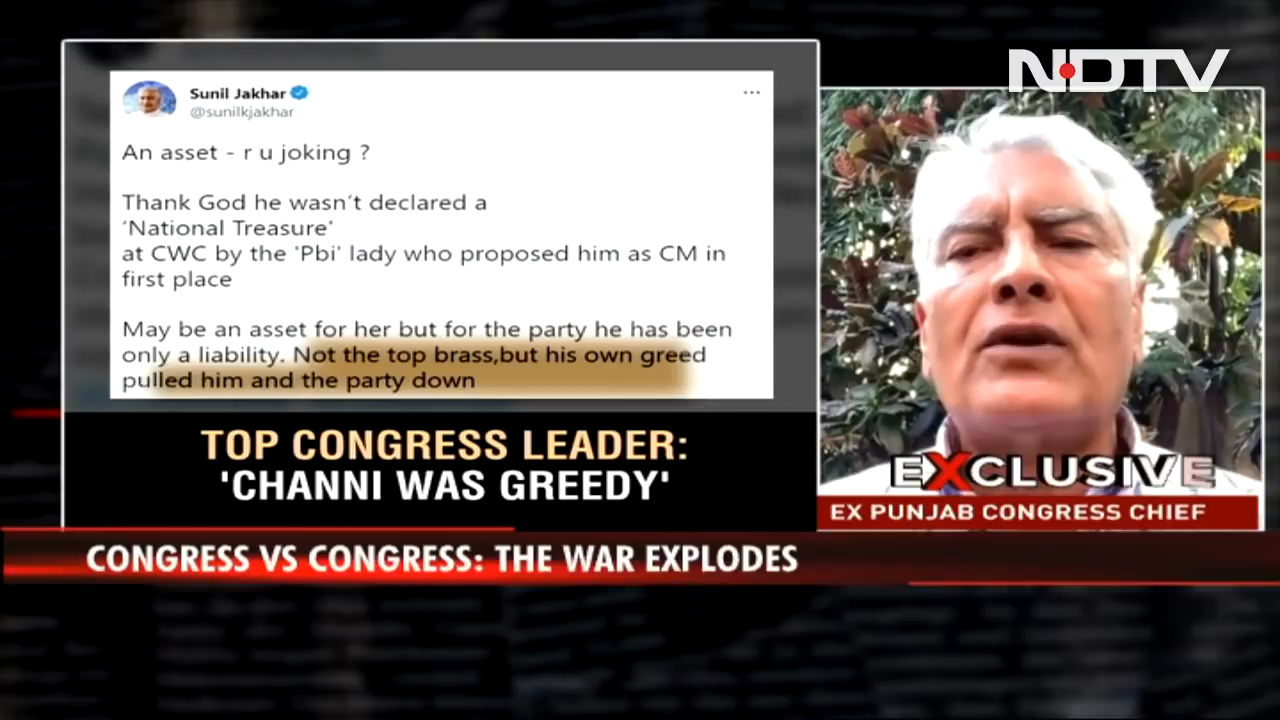 NDTV
Sunil Jakhar
@sunilkjakhar
An asset - r u joking ?
Thank God he wasn't declared a
'National Treasure'
at CWC by the 'Pbi' lady who proposed him as CM in
first place
May be an asset for her but for the party he has been
only a liability. Not the top brass,but his own greed
pulled him and the party down
TOP CONGRESS LEADER:
'CHANNI WAS GREEDY'
EXCLUSIVE
EX PUNJAB CONGRESS CHIEF
CONGRESS VS CONGRESS: THE WAR EXPLODES